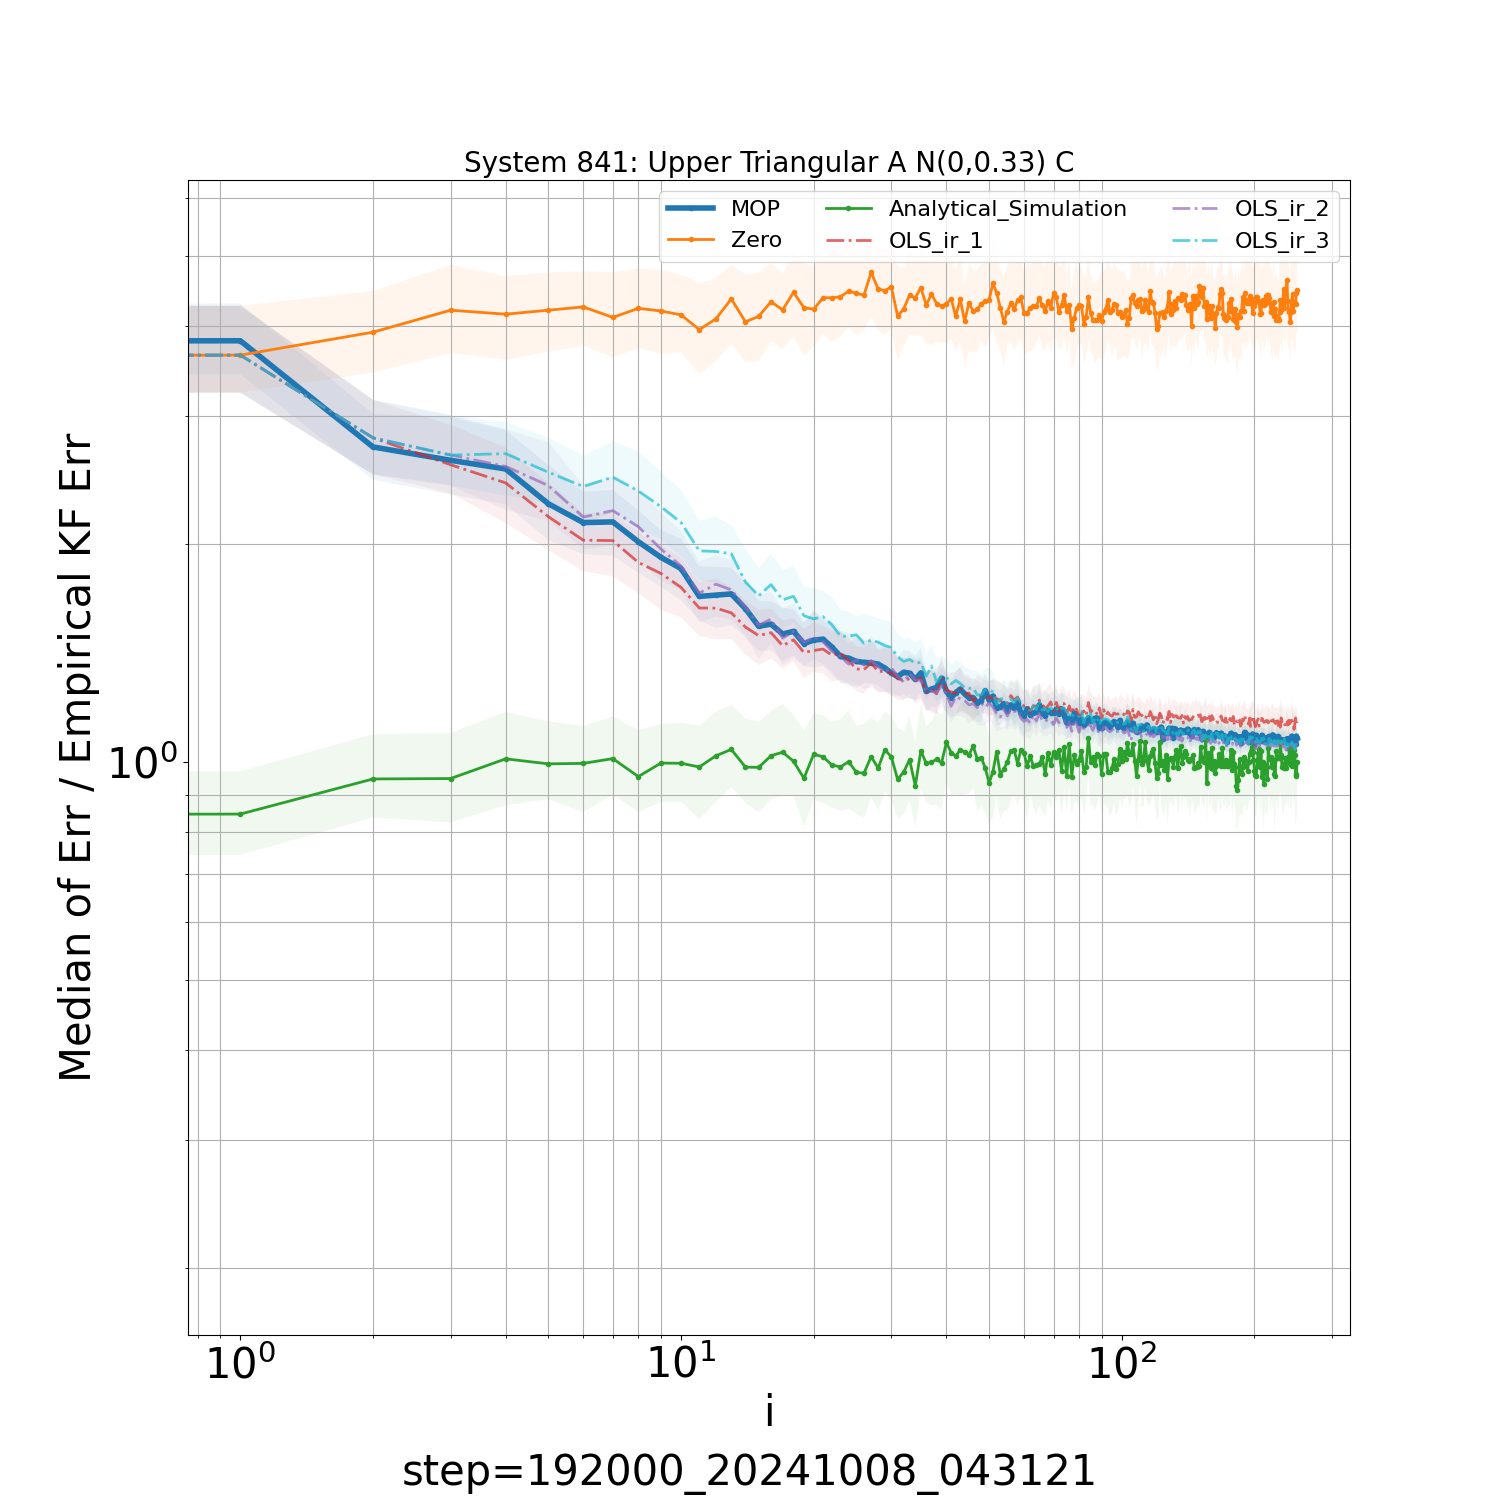 System 841: Upper Triangular A N(0,0.33) C
MOP
Zero
Analytical_Simulation
OLS_ir_1
OLS_ir_2
OLS_ir_3
Median of Err / Empirical KF Err
10⁰
10⁰
10¹
10²
i
step=192000_20241008_043121